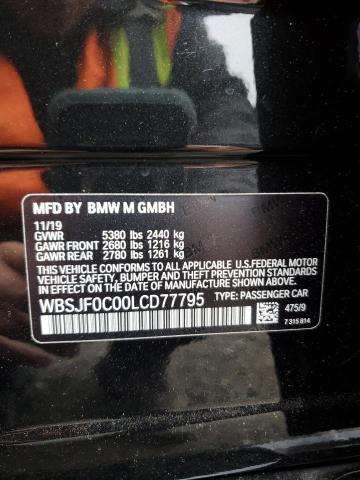 MFD BY BMW M GMBH
11/19
GVWR 5380 lbs 2440 kg
GAWR FRONT 2680 lbs 1216 kg
GAWR REAR 2780 lbs 1261 kg
THIS VEHICLE CONFORMS TO ALL APPLICABLE U.S.FEDERAL MOTOR
VEHICLE SAFETY, BUMPER, AND THEFT PREVENTION STANDARDS
IN EFFECT ON THE DATE OF MANUFACTURE SHOWN ABOVE.
WBSJF0C00LCD77795 TYPE: PASSENGER CAR
475/9
7315814